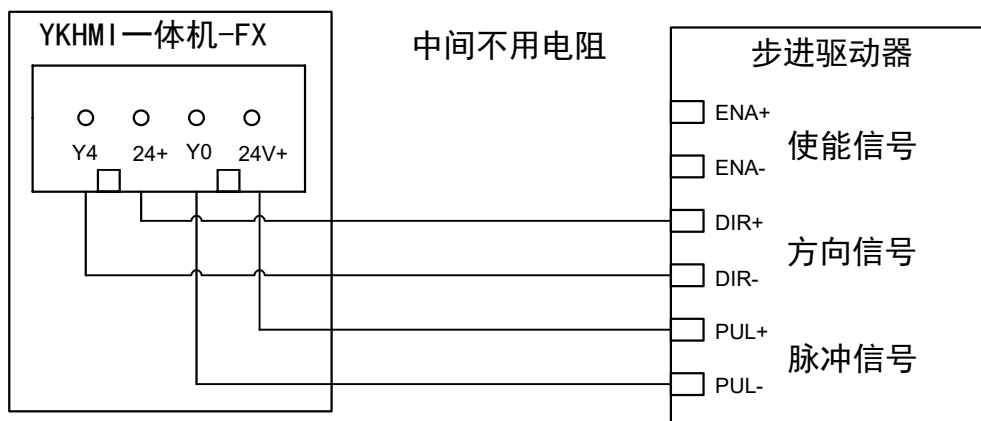 YKHMI一体机-FX
中间不用电阻
步进驱动器
Y4 24+ Y0 24V+
ENA+
使能信号
ENA-
DIR+
方向信号
DIR-
PUL+
脉冲信号
PUL-